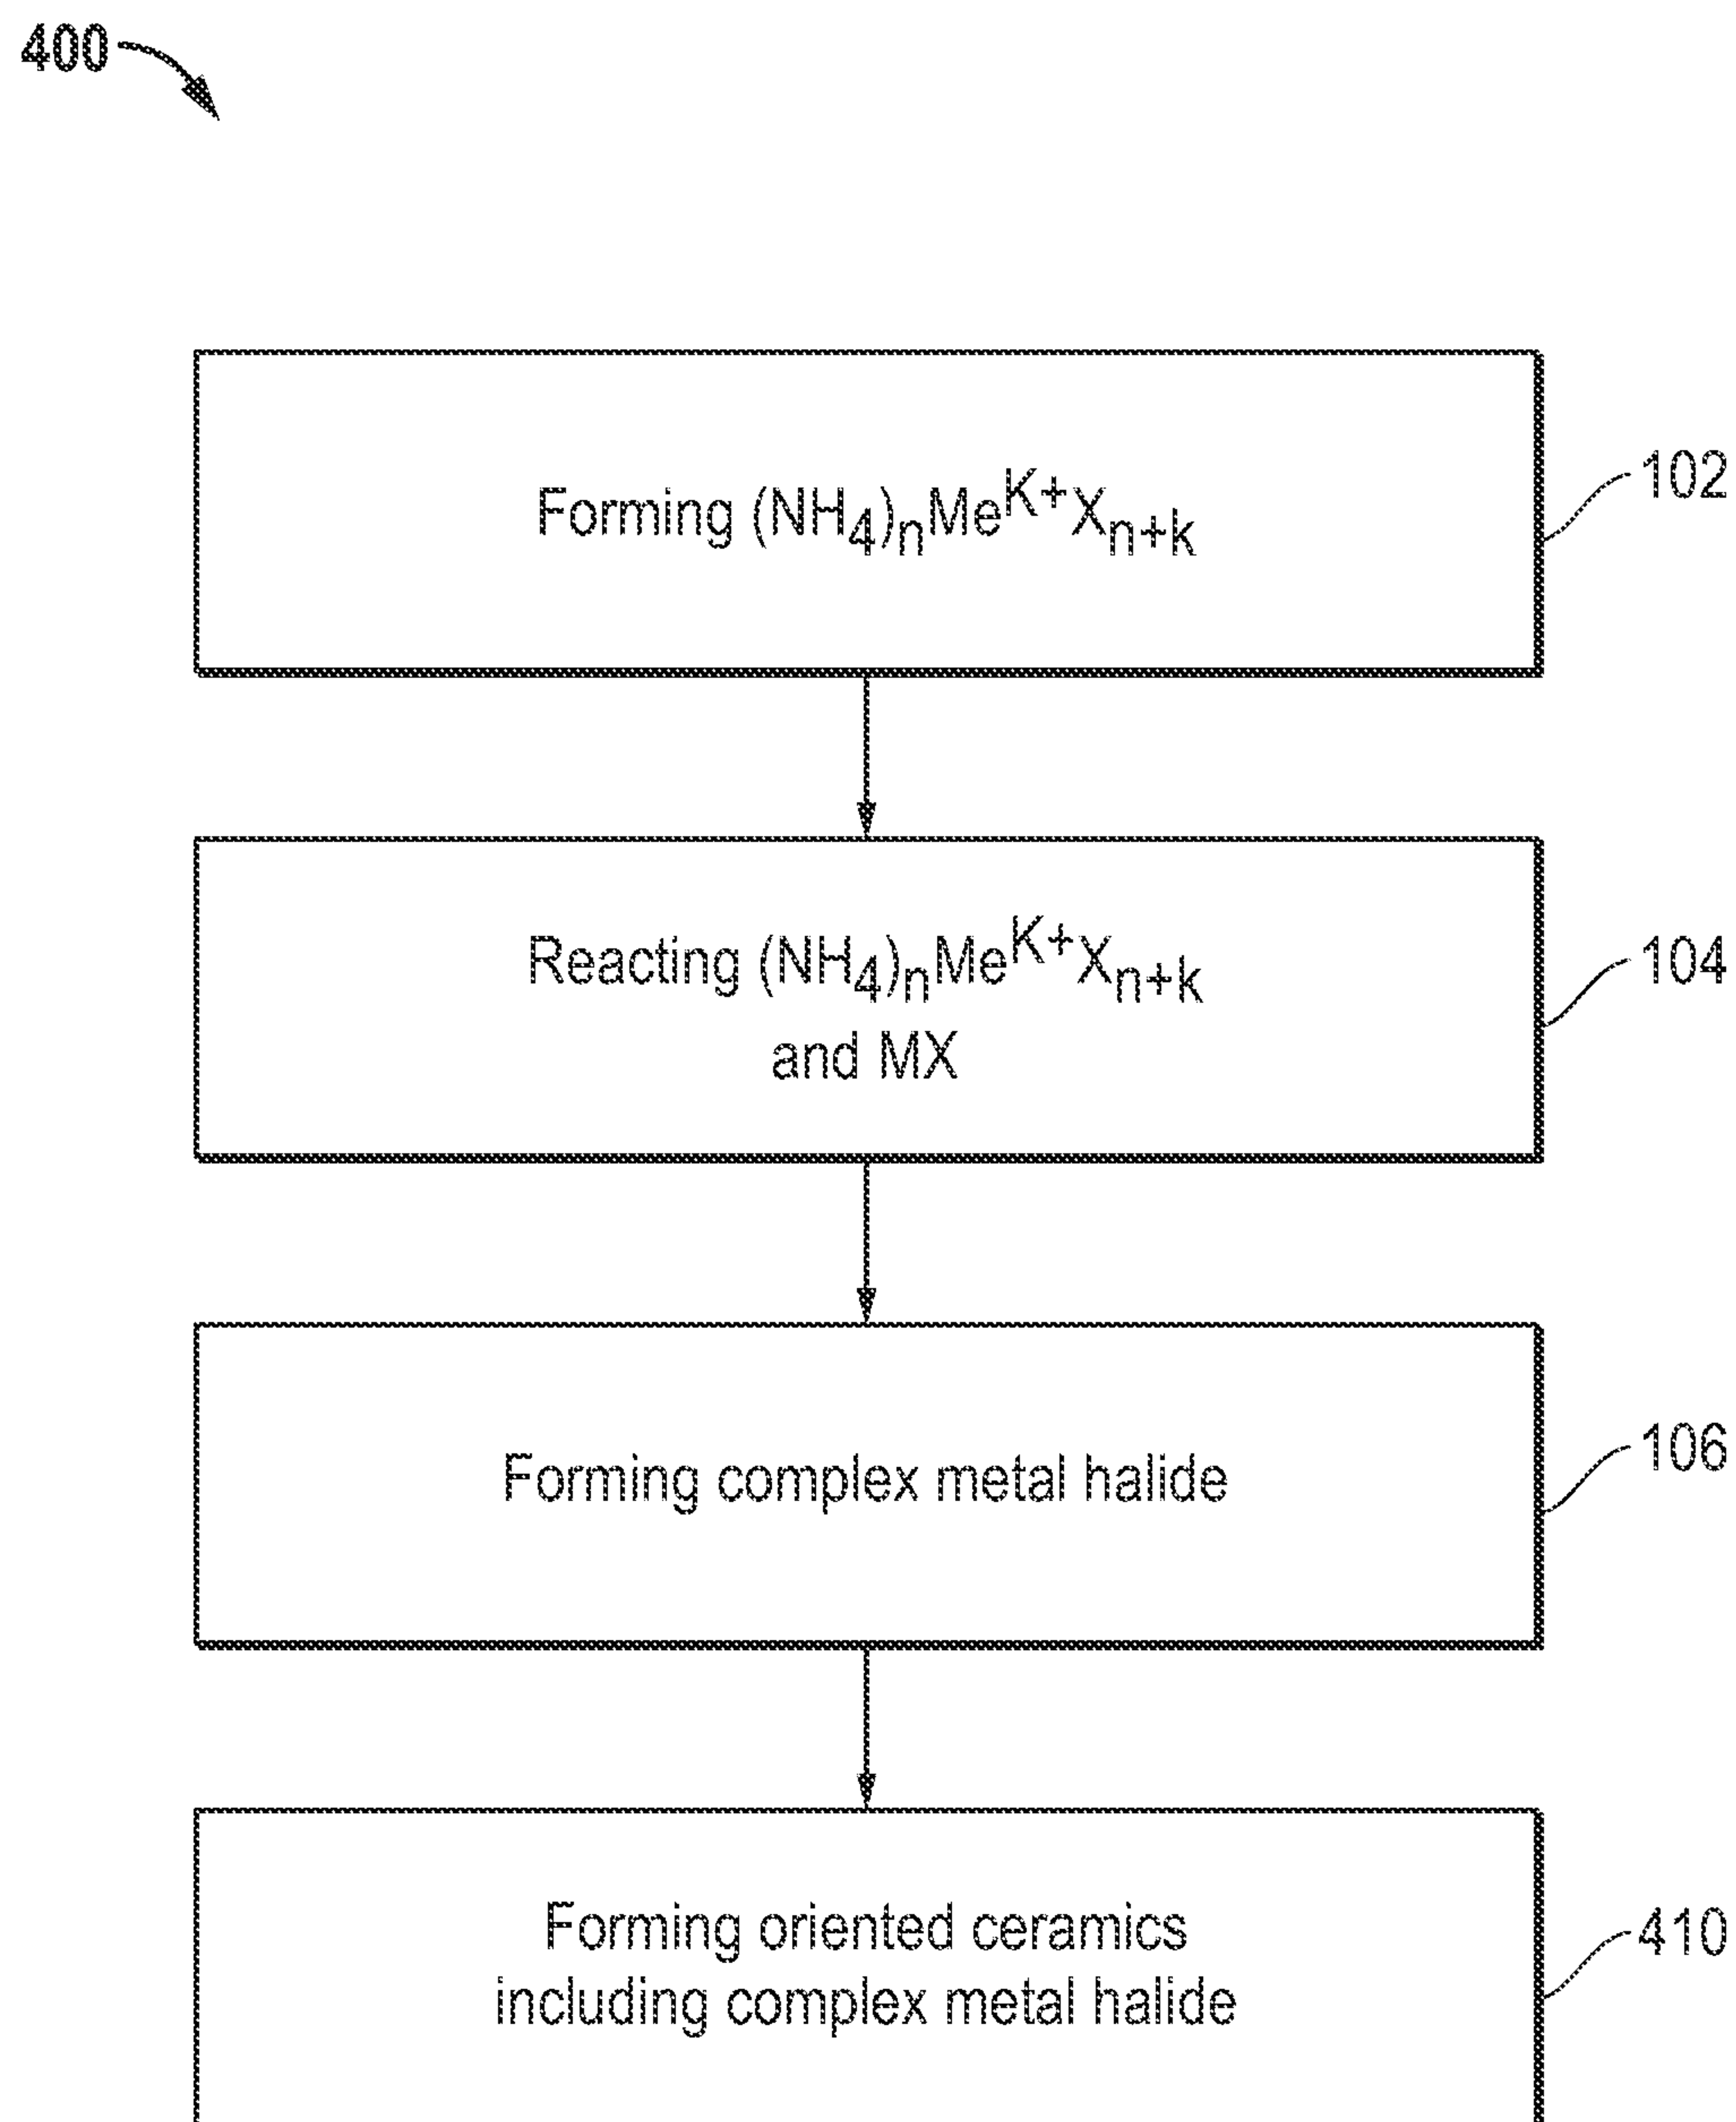 400
Forming (NH4)nMeK+Xn+k
102
Reacting (NH4)nMeK+Xn+k
and MX
104
Forming complex metal halide
106
Forming oriented ceramics
including complex metal halide
410